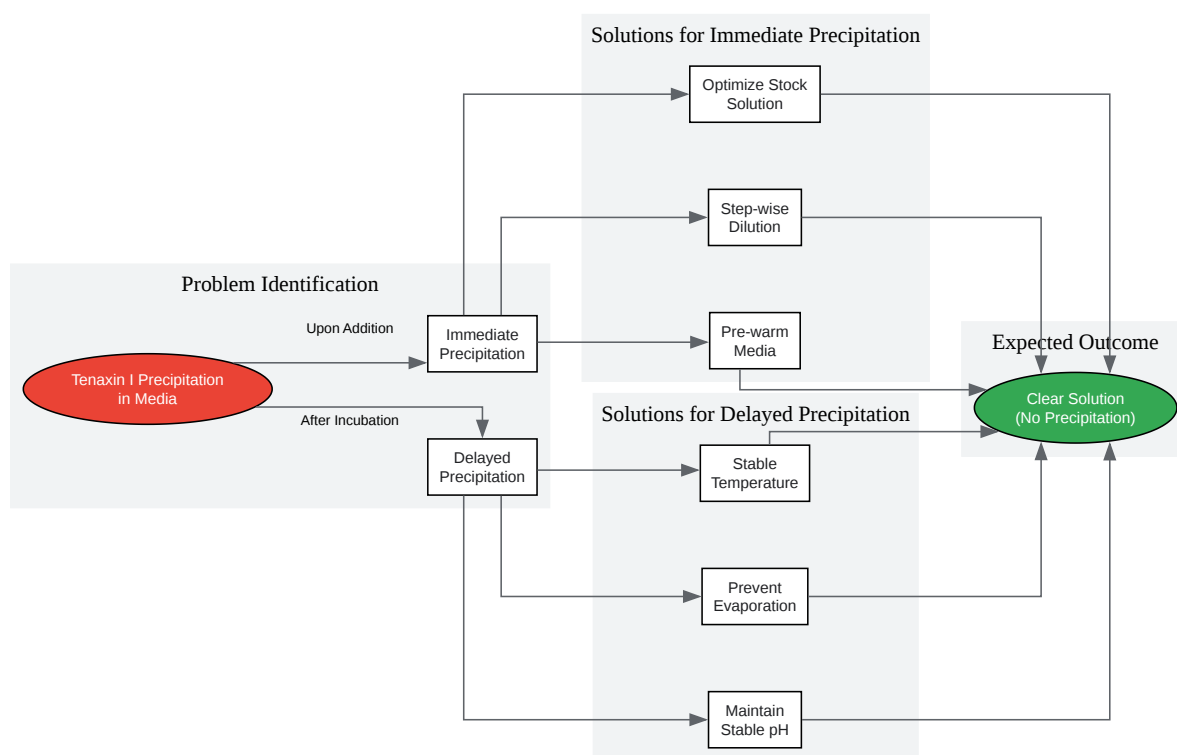 Solutions for Immediate Precipitation
Optimize Stock
Solution
Step-wise
Dilution
Problem Identification
Upon Addition
Immediate
Precipitation
Pre-warm
Media
Expected Outcome
Tenaxin I Precipitation
in Media
Clear Solution
(No Precipitation)
After Incubation
Solutions for Delayed Precipitation
Delayed
Precipitation
Stable
Temperature
Prevent
Evaporation
Maintain
Stable pH